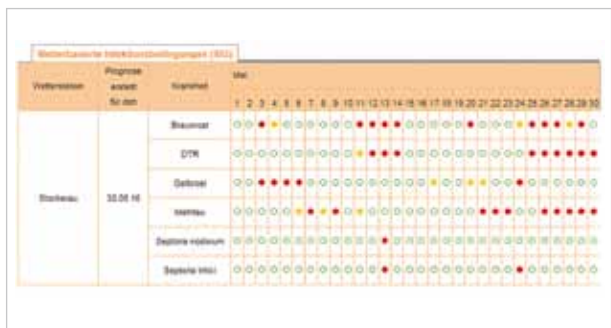 Wetterbasierte Infektionsbedingungen (WBI)
Wetterstation
Prognose
erstellt
für den
Krankheit
Mai
1 2 3 4 5 6 7 8 9 10 11 12 13 14 15 16 17 18 19 20 21 22 23 24 25 26 27 28 29 30
Braunrost
DTR
Gelbrost
Stockerau
30.05.16
Mehltau
Septoria nodorum
Septoria tritici